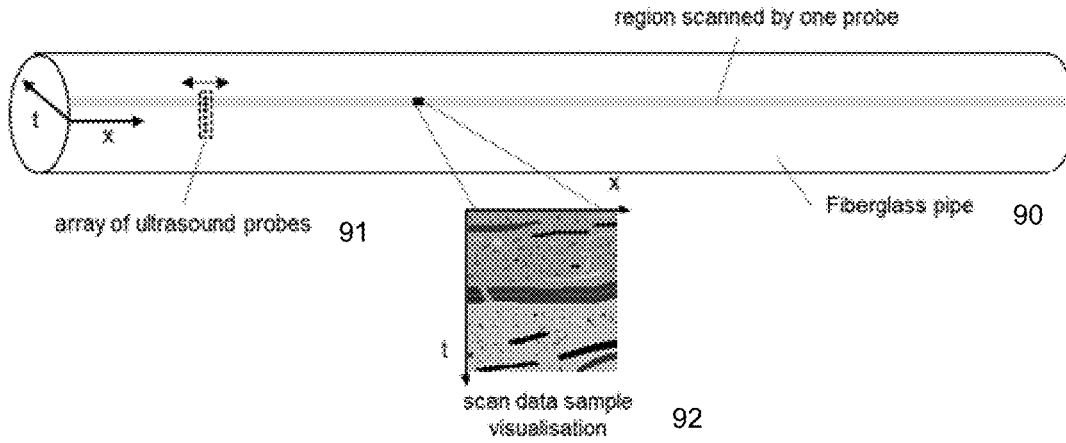 region scanned by one probe
t
x
array of ultrasound probes 91
x
Fiberglass pipe 90
t
scan data sample
visualisation 92